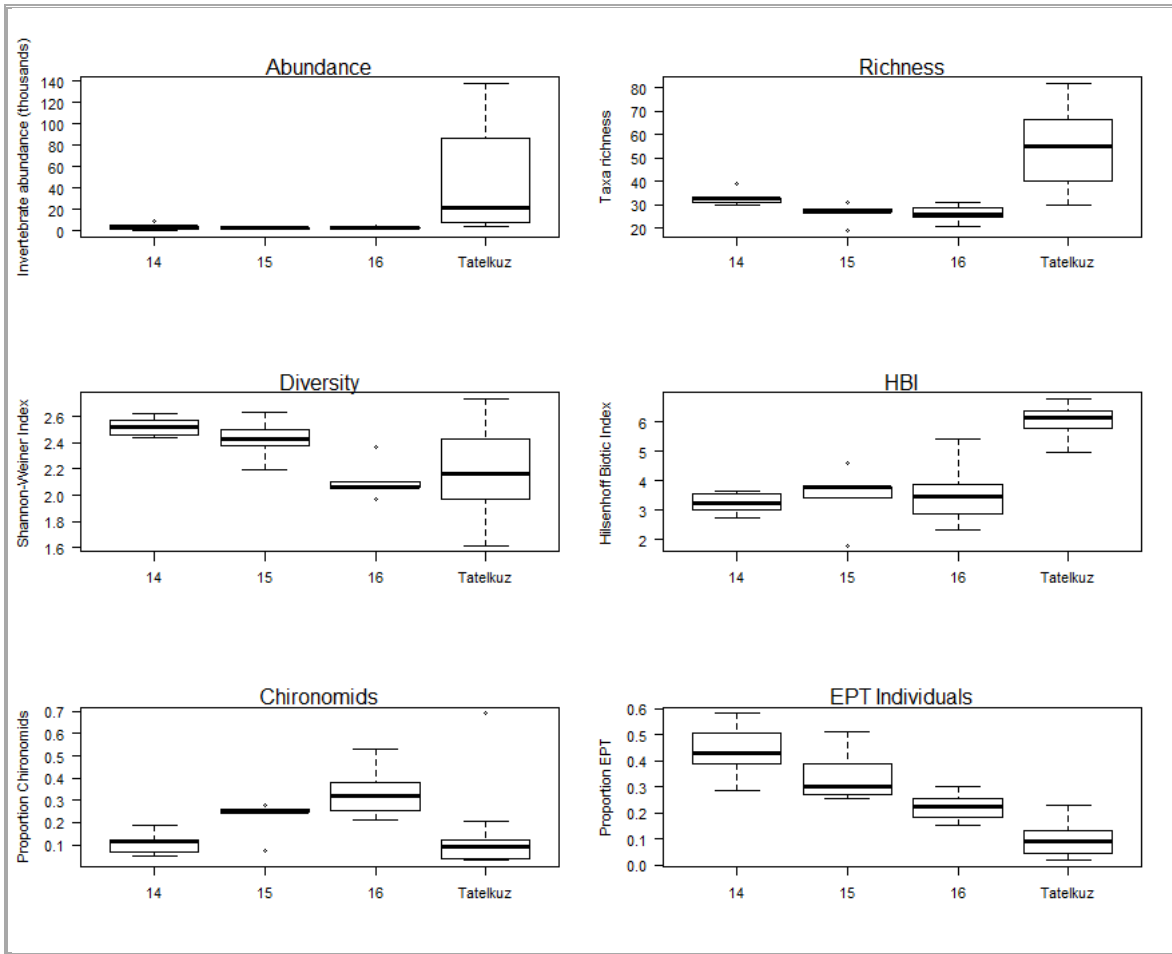 Abundance
Invertebrate abundance (thousands)
140
120
100
80
60
40
20
0
14 15 16 Tatelkuz
Richness
Taxa richness
80
70
60
50
40
30
20
14 15 16 Tatelkuz
Diversity
Shannon-Weiner Index
2.6
2.4
2.2
2.0
1.8
1.6
14 15 16 Tatelkuz
HBI
Hilsenhoff Biotic Index
6
5
4
3
2
14 15 16 Tatelkuz
Chironomids
Proportion Chironomids
0.7
0.6
0.5
0.4
0.3
0.2
0.1
14 15 16 Tatelkuz
EPT Individuals
Proportion EPT
0.6
0.5
0.4
0.3
0.2
0.1
0.0
14 15 16 Tatelkuz